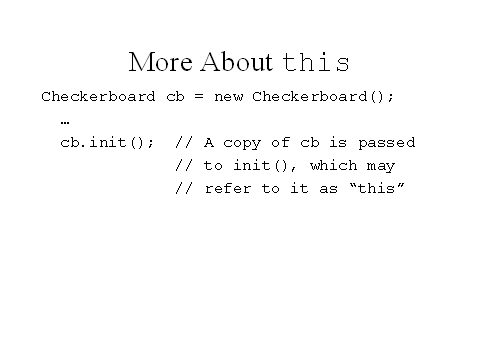 More About this
Checkerboard cb = new Checkerboard();
…
cb.init(); // A copy of cb is passed
// to init(), which may
// refer to it as “this”